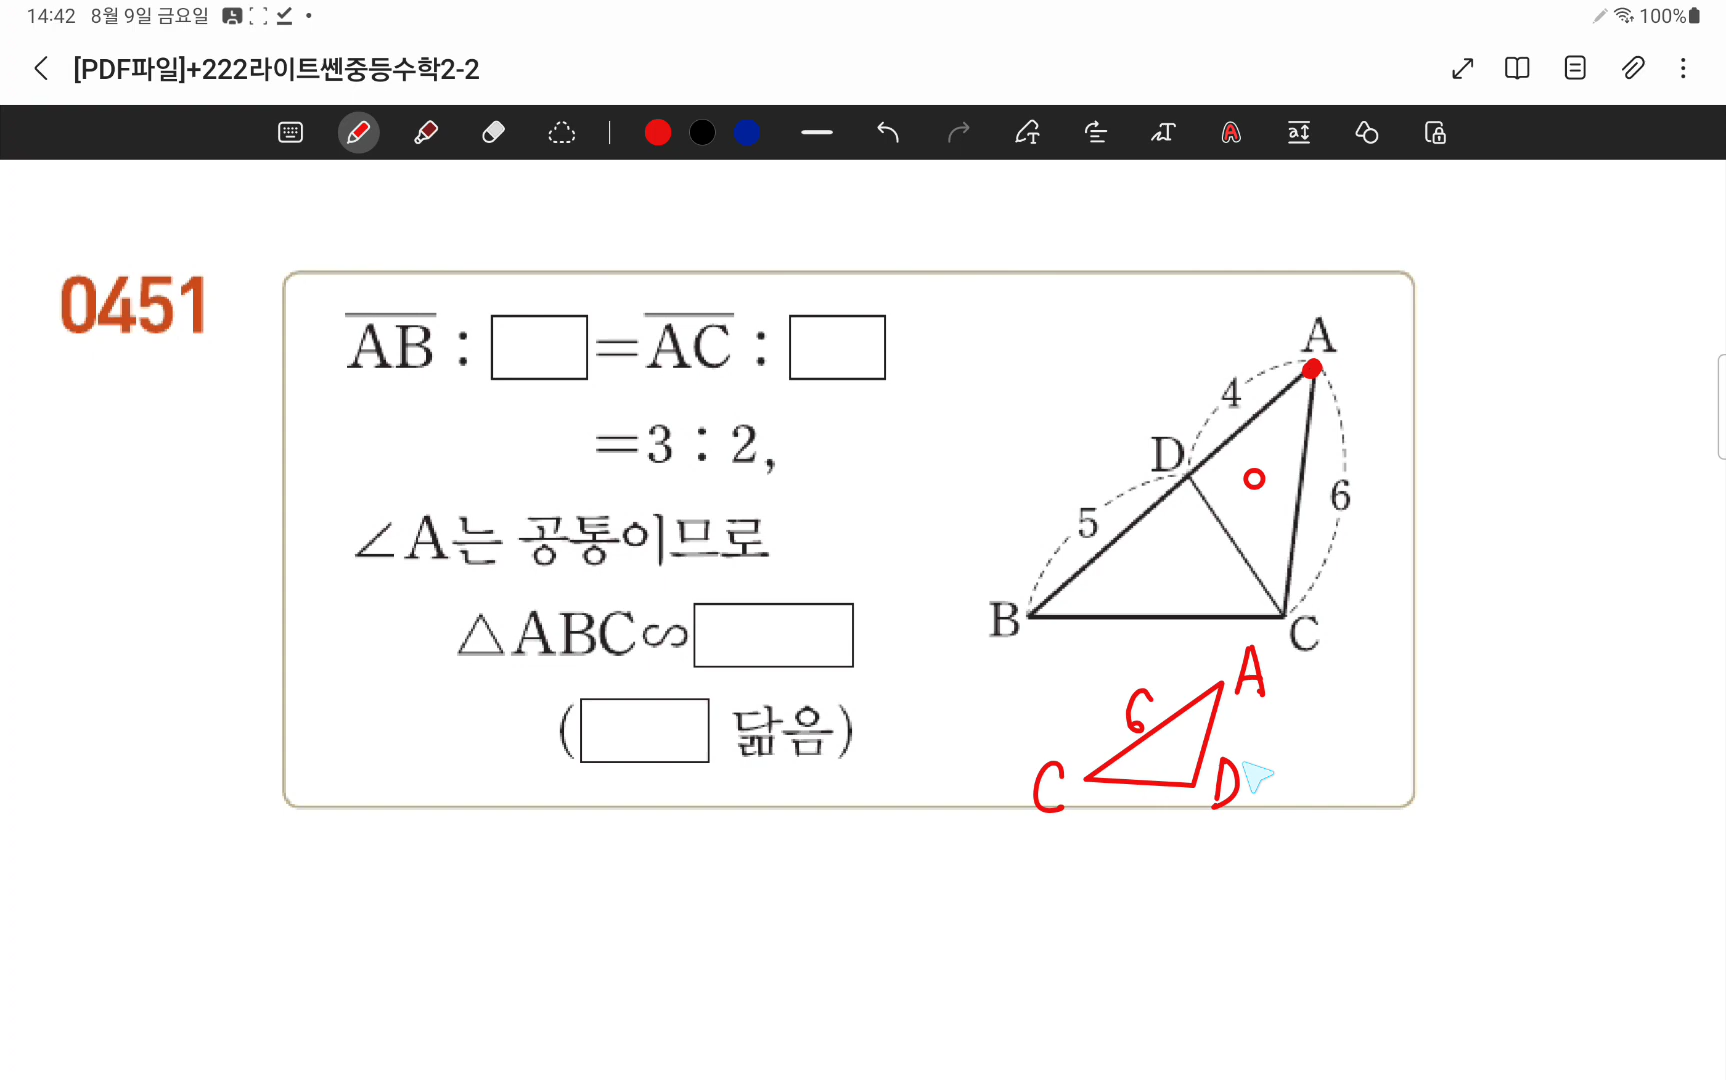 14:42 8월 9일 금요일
100%
[PDF파일]+222라이트쎈중등수학2-2
0451
AB : □ = AC : □
=3 : 2,
∠A는 공통이므로
△ABC∽□
(□ 닮음)
A
4
D
6
5
B
C
A
6
C
D